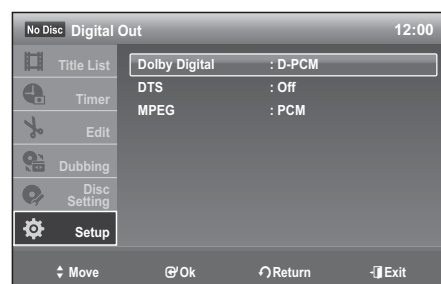 No Disc Digital Out 12:00
Title List
Timer
Edit
Dubbing
Disc
Setting
Setup
Dolby Digital : D-PCM
DTS : Off
MPEG : PCM
Move Ok Return Exit